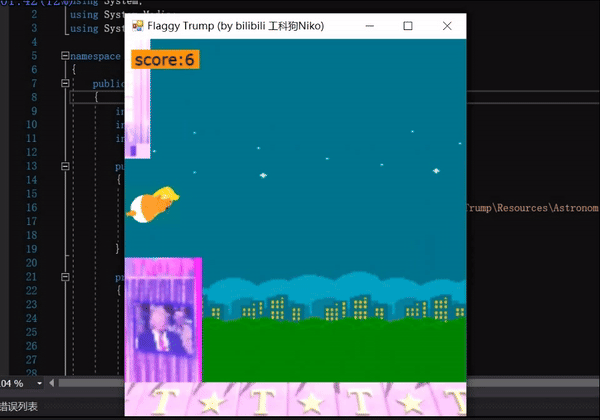 01:42(12%)using System;
using System.Media;
using Sys
Flaggy Trump (by bilibili 工科狗Niko)
score:6
4
5
namespace
6
{
7
public
8
{
9
in
10
in
11
in
12
13
pu
14
{
15
16
Trump\Resources\Astronom
17
18
19
}
20
21
pr
22
{
23
24
25
26
27
28
T ★ T ★ T ★
04 %
错误列表